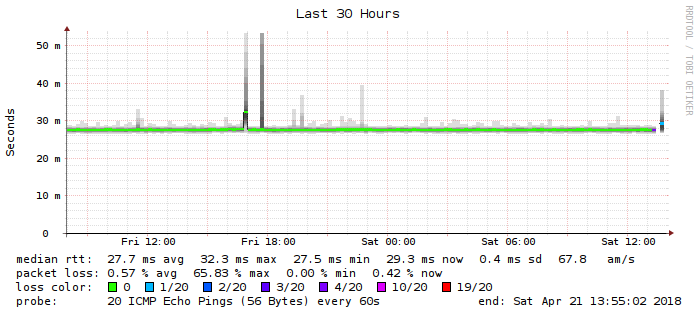 Last 30 Hours
RRDTOOL / TOBI OETIKER
Seconds
50 m
40 m
30 m
20 m
10 m
0
Fri 12:00 Fri 18:00 Sat 00:00 Sat 06:00 Sat 12:00
median rtt: 27.7 ms avg 32.3 ms max 27.5 ms min 29.3 ms now 0.4 ms sd 67.8 am/s
packet loss: 0.57 % avg 65.83 % max 0.00 % min 0.42 % now
loss color: 0 1/20 2/20 3/20 4/20 10/20 19/20
probe: 20 ICMP Echo Pings (56 Bytes) every 60s end: Sat Apr 21 13:55:02 2018